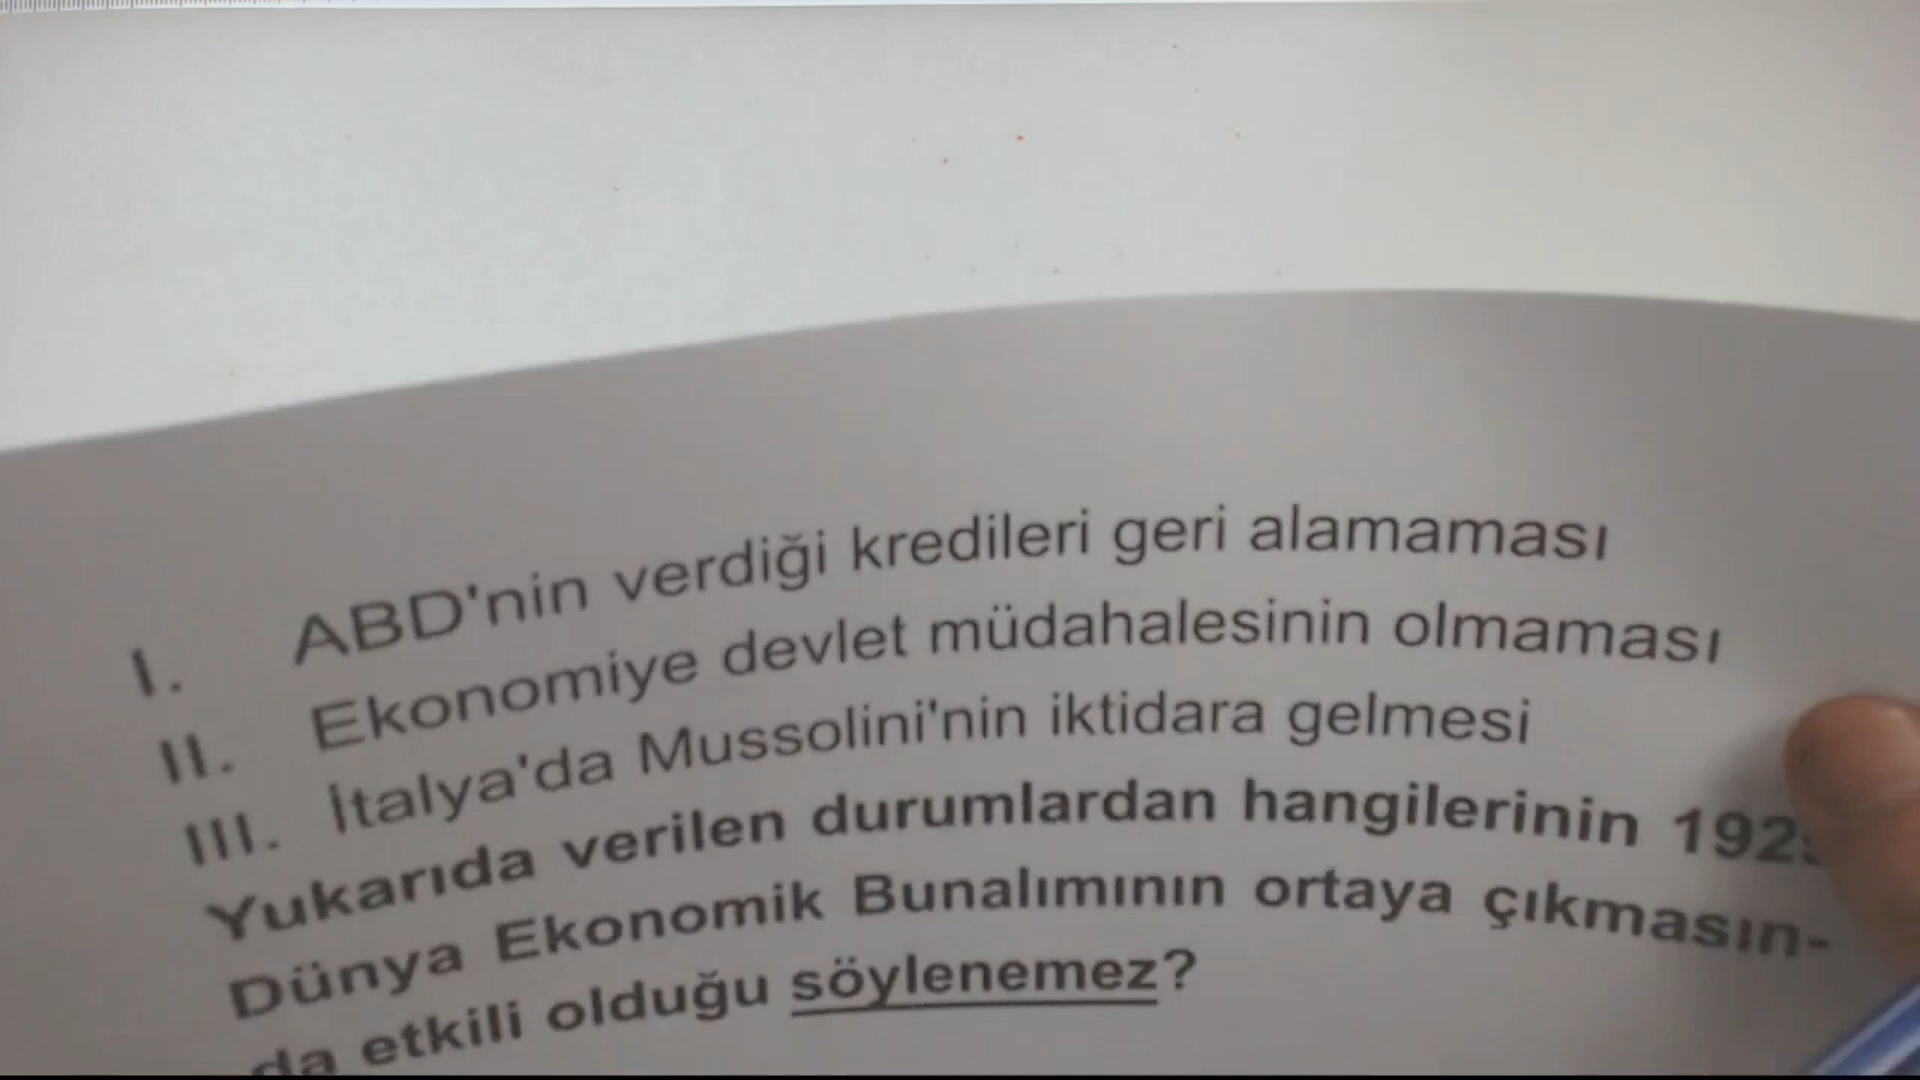 I. ABD'nin verdiği kredileri geri alamaması
II. Ekonomiye devlet müdahalesinin olmaması
III. İtalya'da Mussolini'nin iktidara gelmesi
Yukarıda verilen durumlardan hangilerinin
Dünya Ekonomik Bunalımının ortaya çıkmasın-
da etkili olduğu söylenemez?